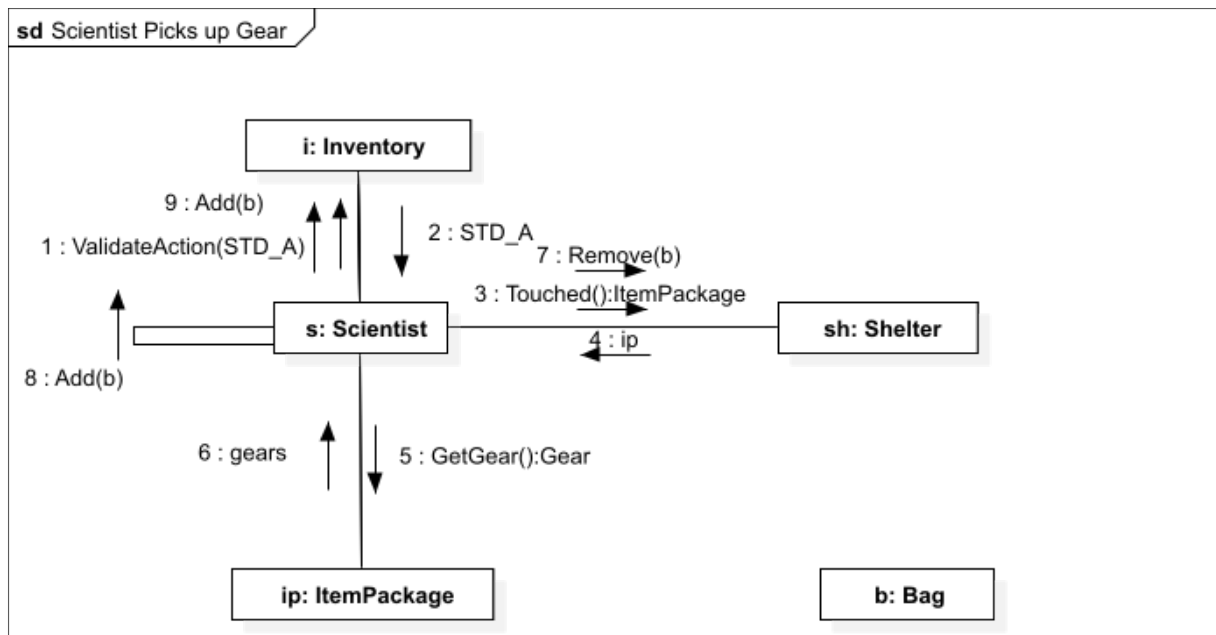 sd Scientist Picks up Gear
i: Inventory
9 : Add(b)
1 : ValidateAction(STD_A)
2 : STD_A
7 : Remove(b)
3 : Touched():ItemPackage
s: Scientist
sh: Shelter
4 : ip
8 : Add(b)
6 : gears
5 : GetGear():Gear
ip: ItemPackage
b: Bag